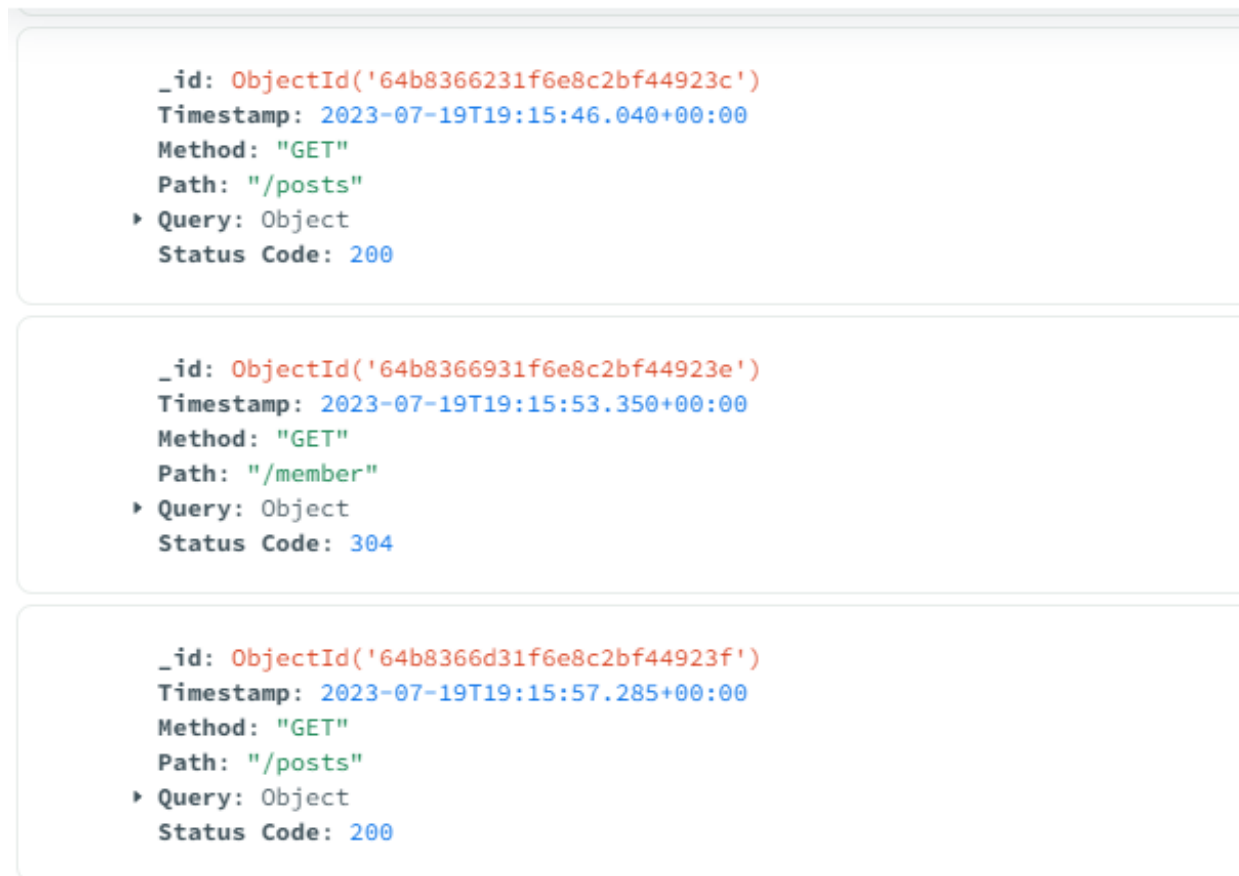 _id: ObjectId('64b8366231f6e8c2bf44923c')
Timestamp: 2023-07-19T19:15:46.040+00:00
Method: "GET"
Path: "/posts"
Query: Object
Status Code: 200
_id: ObjectId('64b8366931f6e8c2bf44923e')
Timestamp: 2023-07-19T19:15:53.350+00:00
Method: "GET"
Path: "/member"
Query: Object
Status Code: 304
_id: ObjectId('64b8366d31f6e8c2bf44923f')
Timestamp: 2023-07-19T19:15:57.285+00:00
Method: "GET"
Path: "/posts"
Query: Object
Status Code: 200